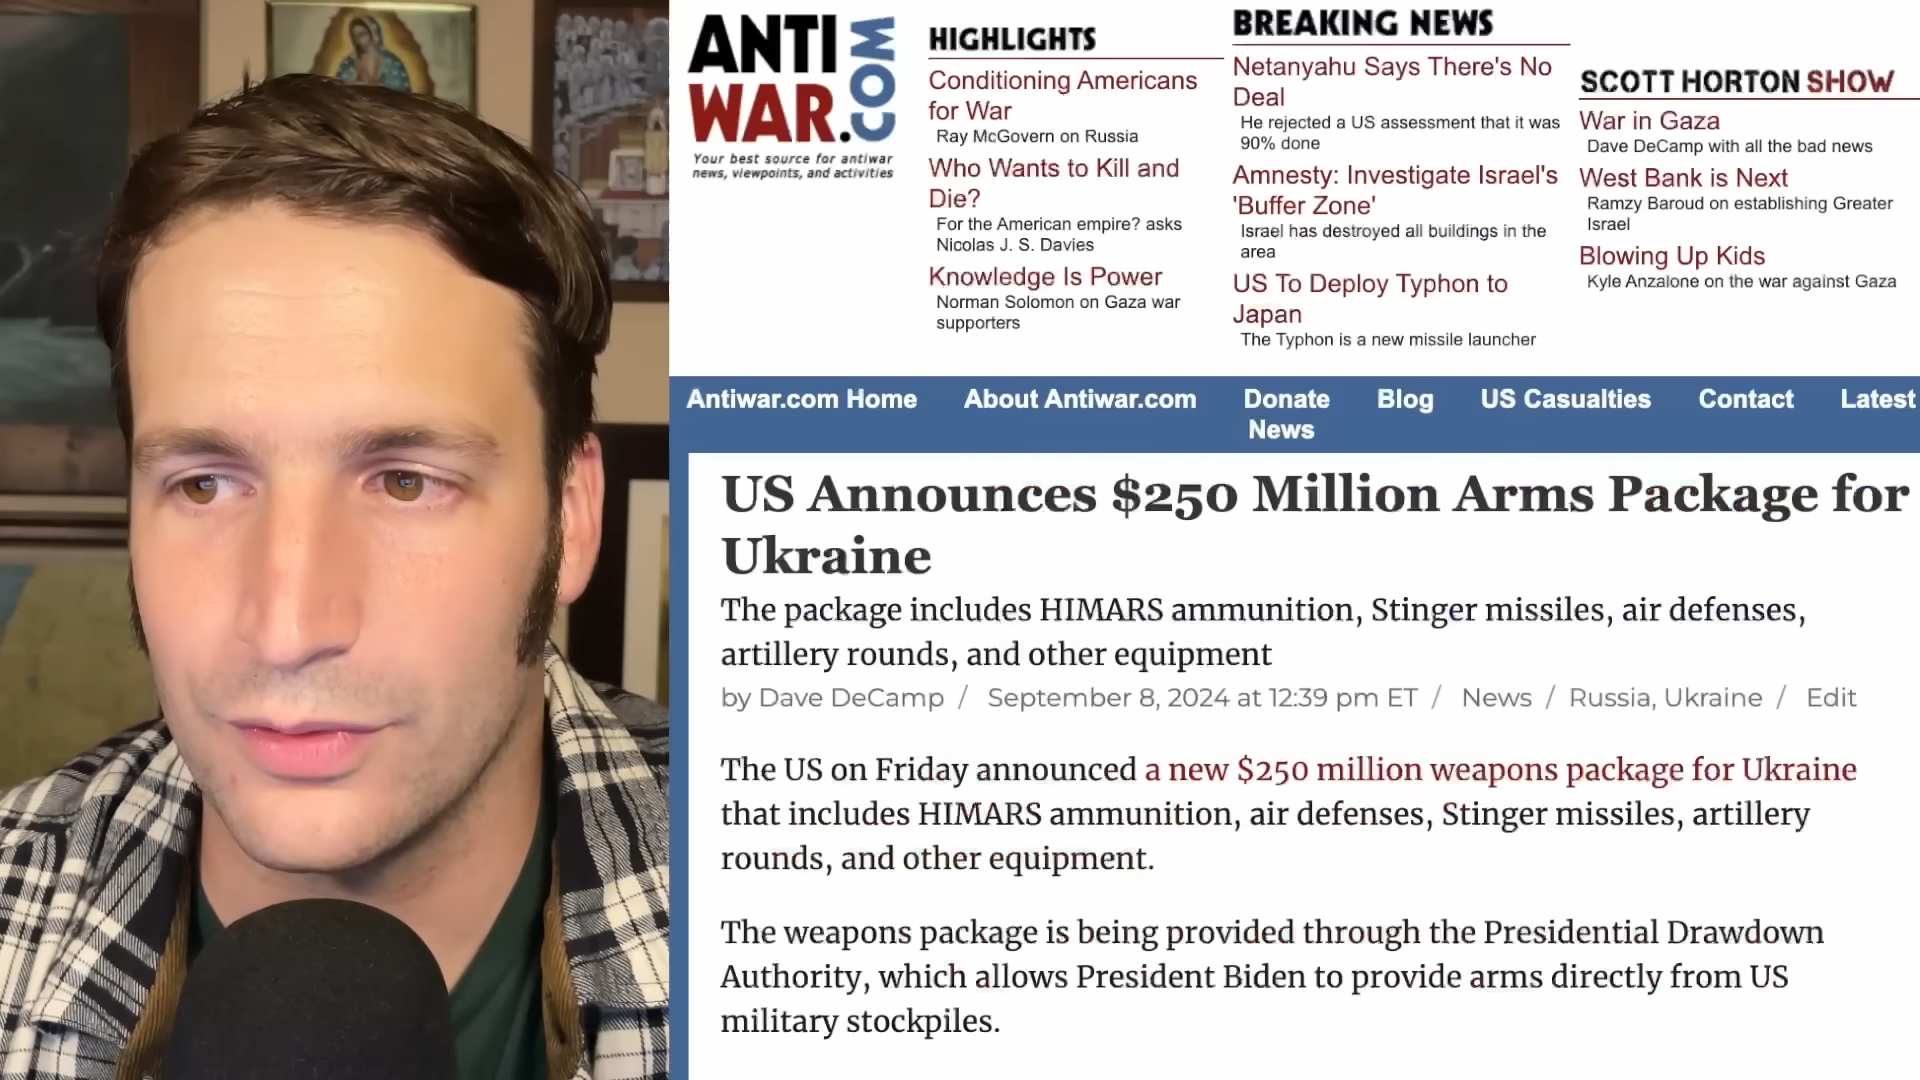 ANTI
WAR.COM
Your best source for antiwar
news, viewpoints, and activities
HIGHLIGHTS
Conditioning Americans
for War
Ray McGovern on Russia
Who Wants to Kill and
Die?
For the American empire? asks
Nicolas J. S. Davies
Knowledge Is Power
Norman Solomon on Gaza war
supporters
BREAKING NEWS
Netanyahu Says There's No
Deal
He rejected a US assessment that it was
90% done
Amnesty: Investigate Israel's
'Buffer Zone'
Israel has destroyed all buildings in the
area
US To Deploy Typhon to
Japan
The Typhon is a new missile launcher
SCOTT HORTON SHOW
War in Gaza
Dave DeCamp with all the bad news
West Bank is Next
Ramzy Baroud on establishing Greater
Israel
Blowing Up Kids
Kyle Anzalone on the war against Gaza
Antiwar.com Home About Antiwar.com Donate Blog US Casualties Contact Latest
News
US Announces $250 Million Arms Package for
Ukraine
The package includes HIMARS ammunition, Stinger missiles, air defenses,
artillery rounds, and other equipment
by Dave DeCamp / September 8, 2024 at 12:39 pm ET / News / Russia, Ukraine / Edit
The US on Friday announced a new $250 million weapons package for Ukraine
that includes HIMARS ammunition, air defenses, Stinger missiles, artillery
rounds, and other equipment.
The weapons package is being provided through the Presidential Drawdown
Authority, which allows President Biden to provide arms directly from US
military stockpiles.